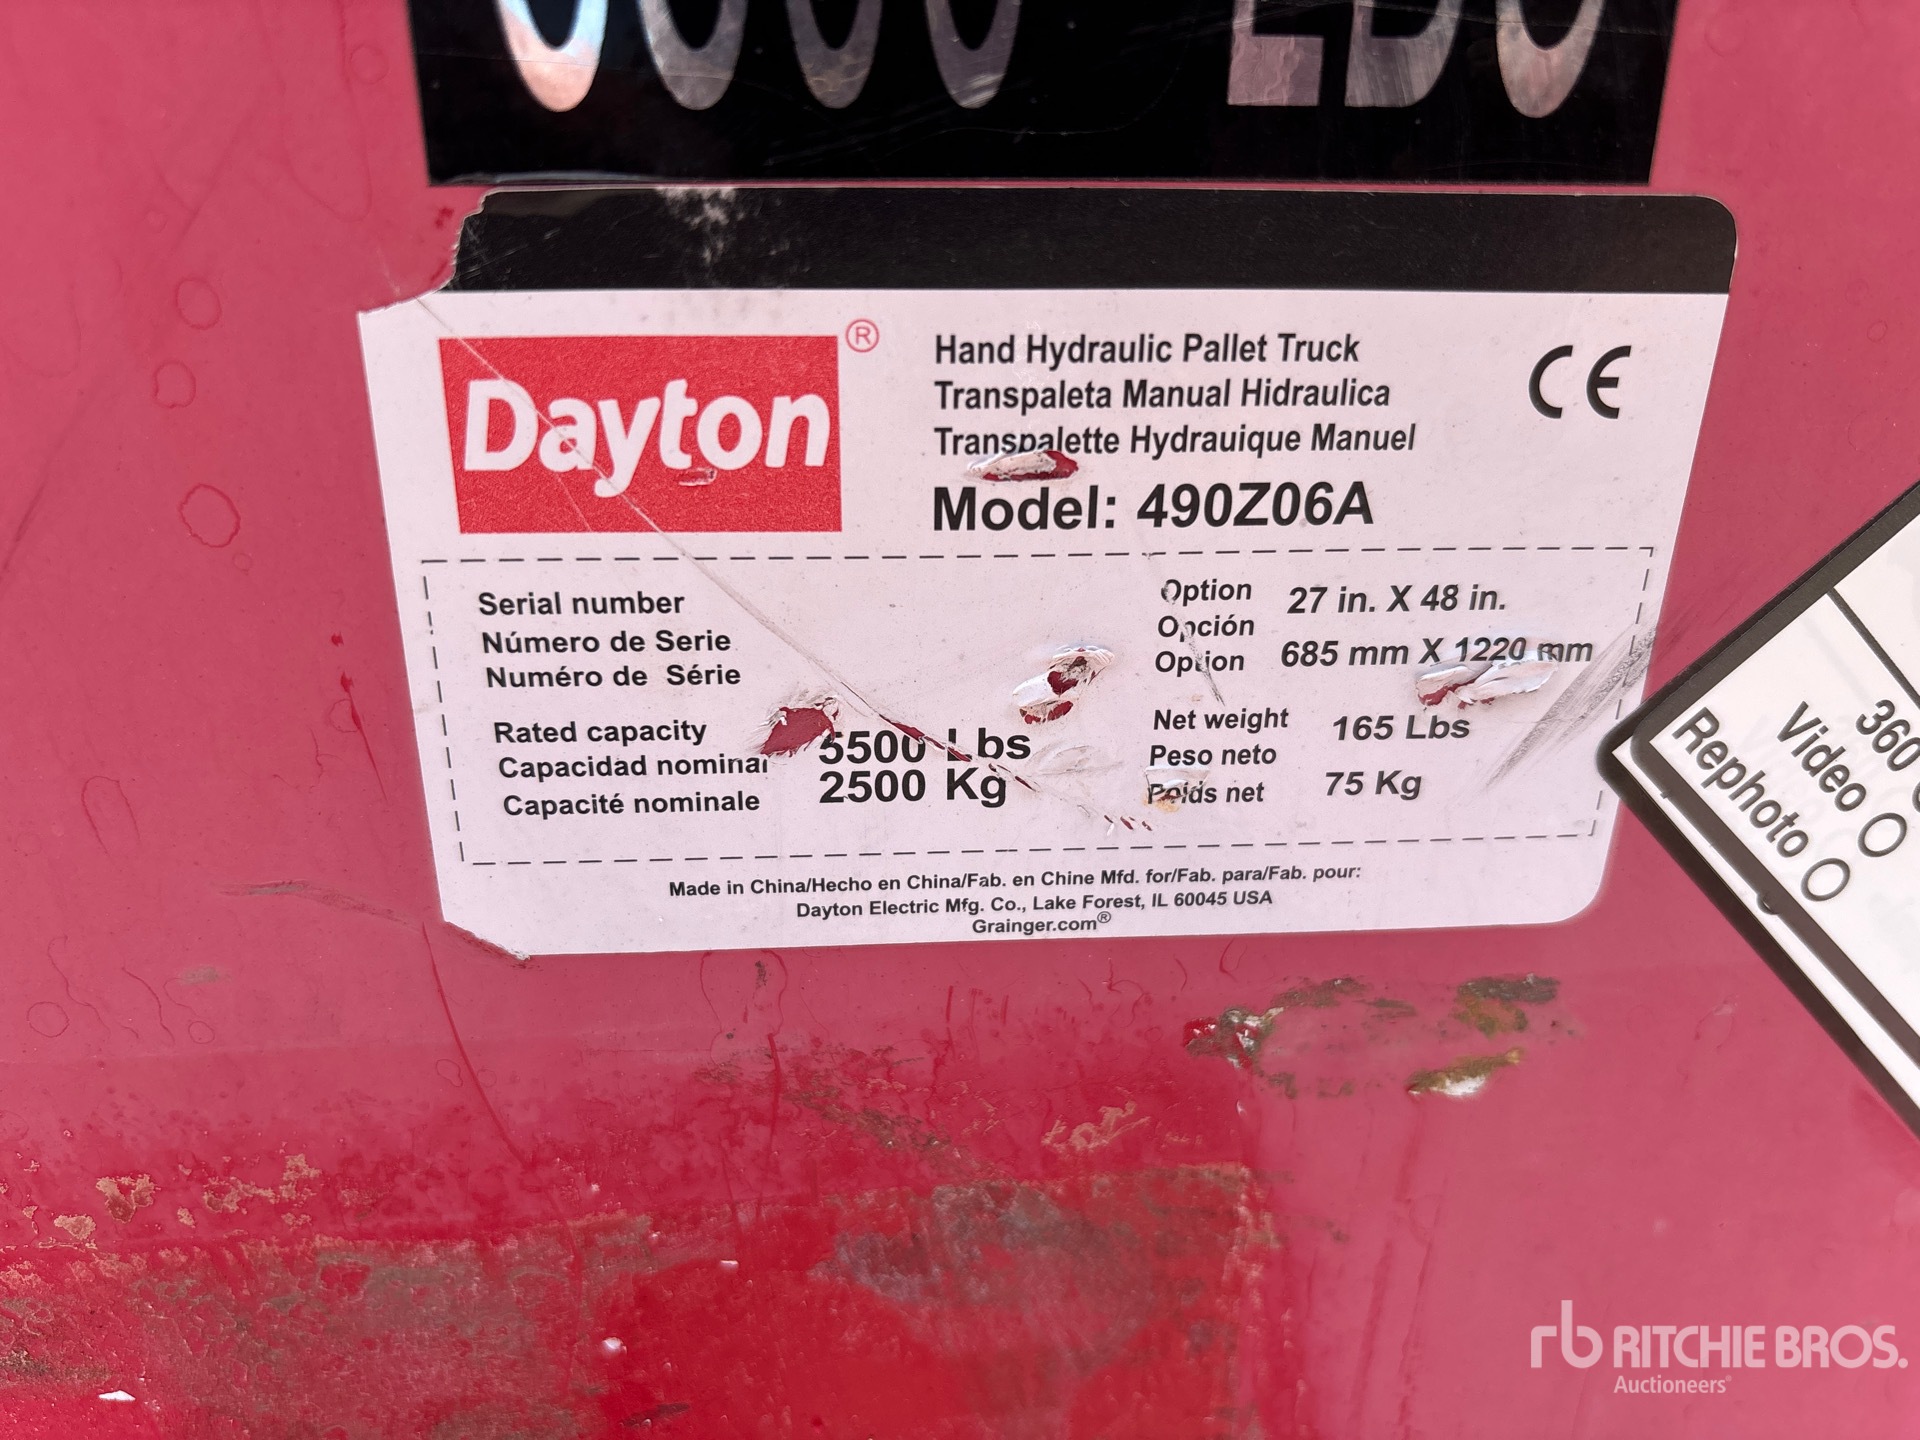 Dayton®
Hand Hydraulic Pallet Truck
Transpaleta Manual Hidraulica
Transpalette Hydrauique Manuel
Model: 490Z06A
CE
Serial number
Número de Serie
Numéro de Série
Option 27 in. X 48 in.
Opción
Option 685 mm X 1220 mm
Rated capacity 5500 Lbs
Capacidad nominal
Capacité nominale 2500 Kg
Net weight 165 Lbs
Peso neto
Poids net 75 Kg
Made in China/Hecho en China/Fab. en Chine Mfd. for/Fab. para/Fab. pour:
Dayton Electric Mfg. Co., Lake Forest, IL 60045 USA
Grainger.com®
360
Video
Rephoto
rb RITCHIE BROS.
Auctioneers